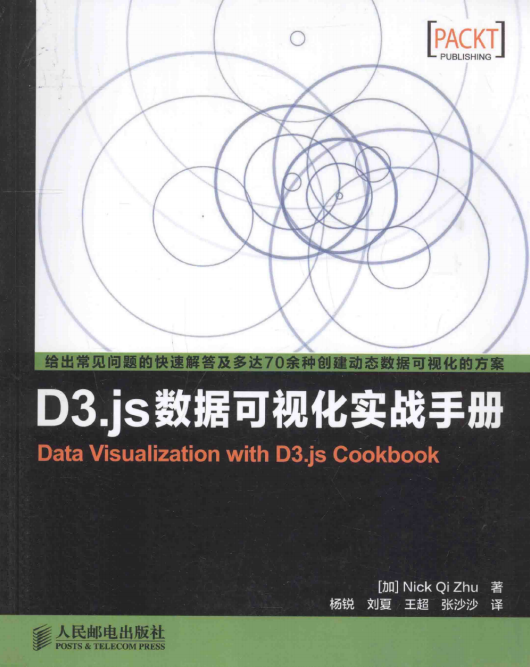 [PACKT]
PUBLISHING
给出常见问题的快速解答及多达70余种创建动态数据可视化的方案
D3.js数据可视化实战手册
Data Visualization with D3.js Cookbook
[加] Nick Qi Zhu 著
杨锐 刘夏 王超 张沙沙 译
人民邮电出版社
POSTS & TELECOM PRESS